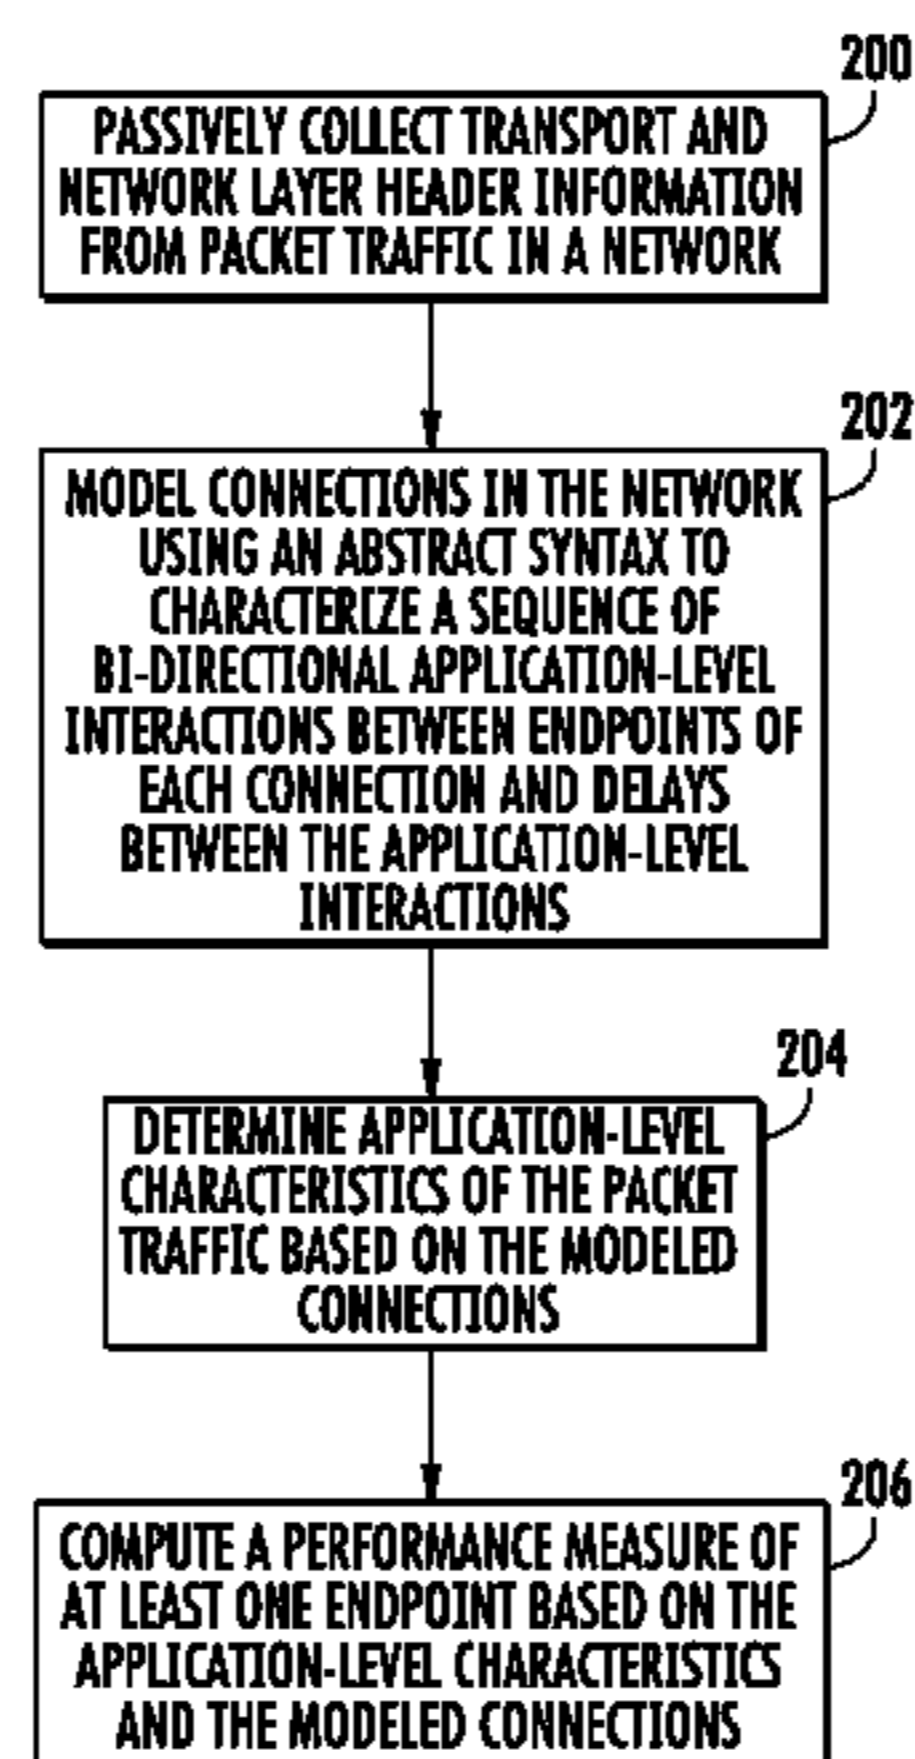 200
PASSIVELY COLLECT TRANSPORT AND
NETWORK LAYER HEADER INFORMATION
FROM PACKET TRAFFIC IN A NETWORK
202
MODEL CONNECTIONS IN THE NETWORK
USING AN ABSTRACT SYNTAX TO
CHARACTERIZE A SEQUENCE OF
BI-DIRECTIONAL APPLICATION-LEVEL
INTERACTIONS BETWEEN ENDPOINTS OF
EACH CONNECTION AND DELAYS
BETWEEN THE APPLICATION-LEVEL
INTERACTIONS
204
DETERMINE APPLICATION-LEVEL
CHARACTERISTICS OF THE PACKET
TRAFFIC BASED ON THE MODELED
CONNECTIONS
206
COMPUTE A PERFORMANCE MEASURE OF
AT LEAST ONE ENDPOINT BASED ON THE
APPLICATION-LEVEL CHARACTERISTICS
AND THE MODELED CONNECTIONS